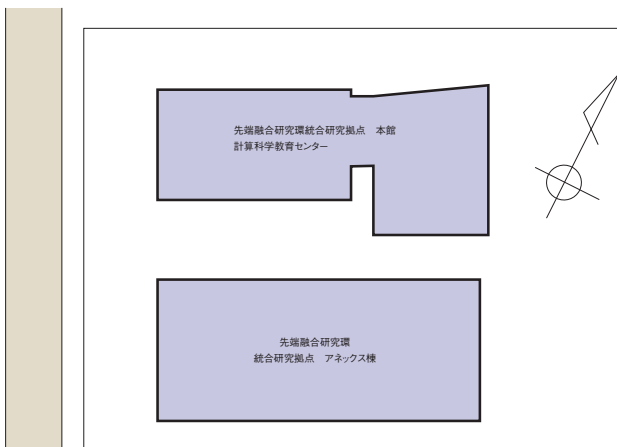 先端融合研究環統合研究拠点　本館
計算科学教育センター
先端融合研究環
統合研究拠点　アネックス棟